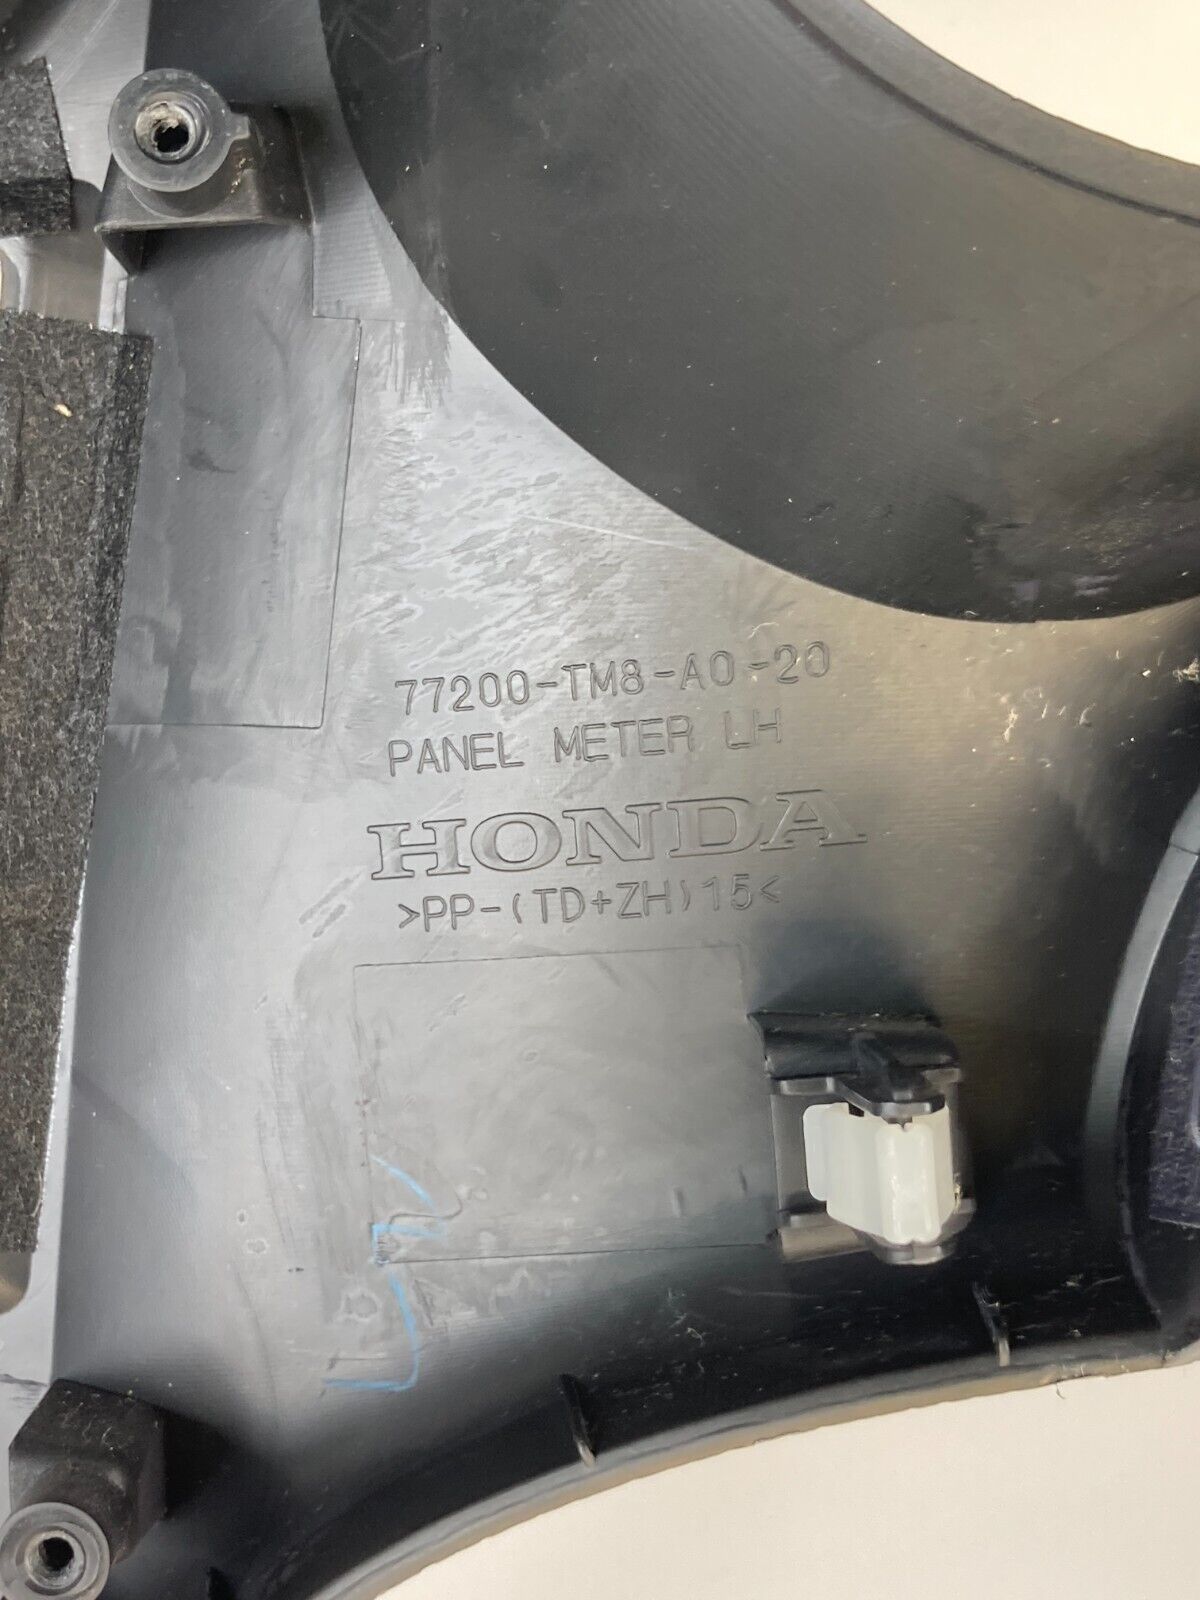 77200-TM8-A0-20
PANEL METER LH
HONDA
>PP-(TD+ZH)15<